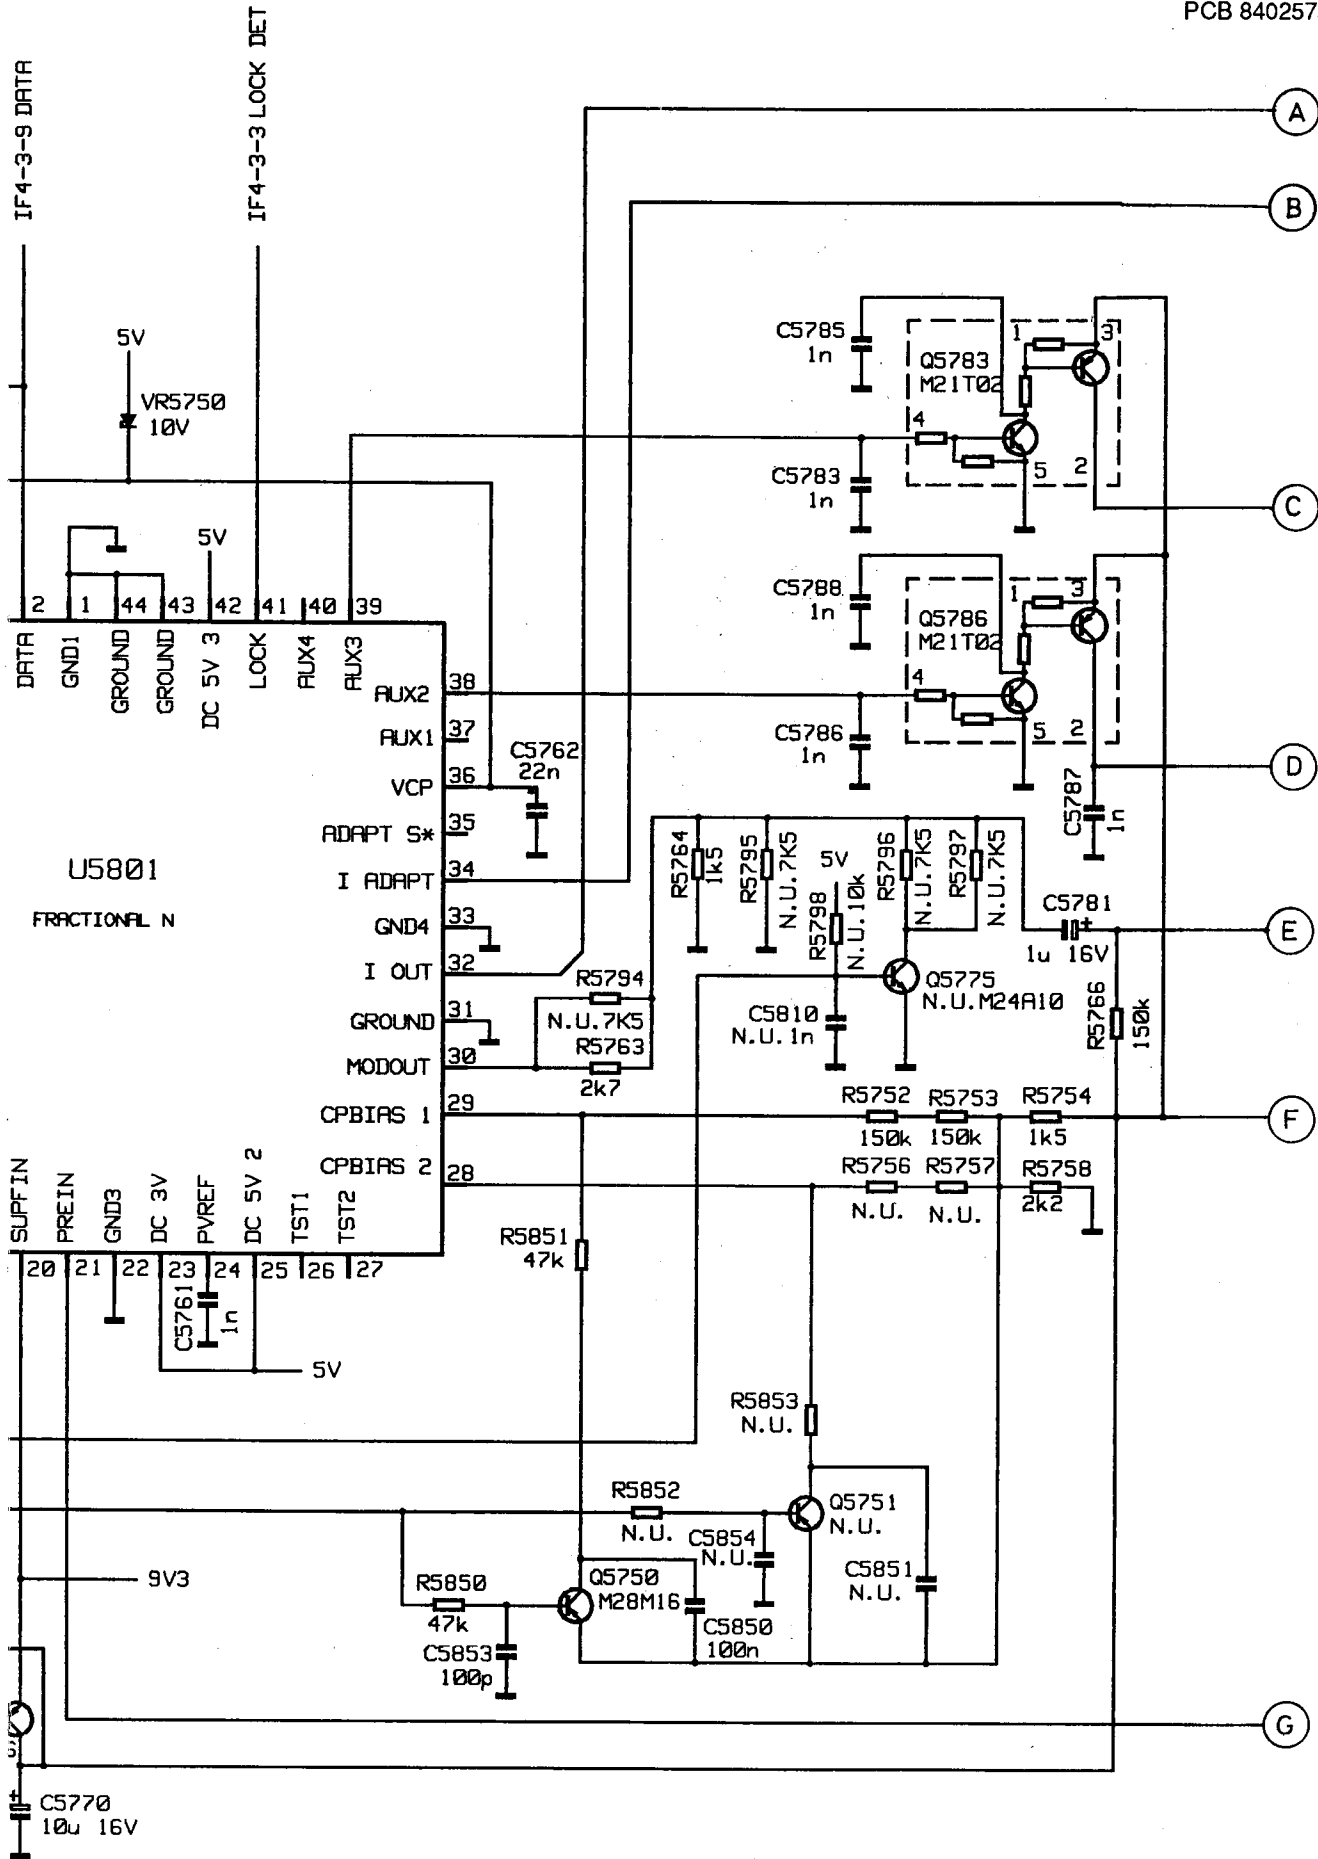 PCB 840257
IF4-3-9 DATA
IF4-3-3 LOCK DET
A
B
C5785
1n
1
3
Q5783
M21T02
4
5
2
C5783
1n
C
5V
VR5750
10V
5V
C5788
1n
1
3
Q5786
M21T02
4
5
2
C5786
1n
D
C5787
1n
2
1
44
43
42
41
40
39
DATA
GND1
GROUND
GROUND
DC 5V 3
LOCK
AUX4
AUX3
AUX2
38
AUX1
37
VCP
36
C5762
22n
ADAPT S*
35
I ADAPT
34
GND4
33
I OUT
32
GROUND
31
MODOUT
30
CPBIAS 1
29
CPBIAS 2
28
U5801
FRACTIONAL N
R5764
1k5
R5795
N.U.7K5
5V
R5798
N.U.10k
R5796
N.U.7K5
R5797
N.U.7K5
C5781
1u 16V
+
E
R5794
N.U.7K5
R5763
2k7
C5810
N.U.1n
Q5775
N.U.M24A10
R5766
150k
R5752
150k
R5753
150k
R5754
1k5
F
R5756
N.U.
R5757
N.U.
R5758
2k2
SUPFIN
PREIN
GND3
DC 3V
PVREF
DC 5V 2
TST1
TST2
20
21
22
23
24
25
26
27
C5761
1n
5V
R5851
47k
R5853
N.U.
R5852
N.U.
C5854
N.U.
Q5751
N.U.
C5851
N.U.
9V3
R5850
47k
Q5750
M28M16
C5853
100p
C5850
100n
G
+
C5770
10u 16V